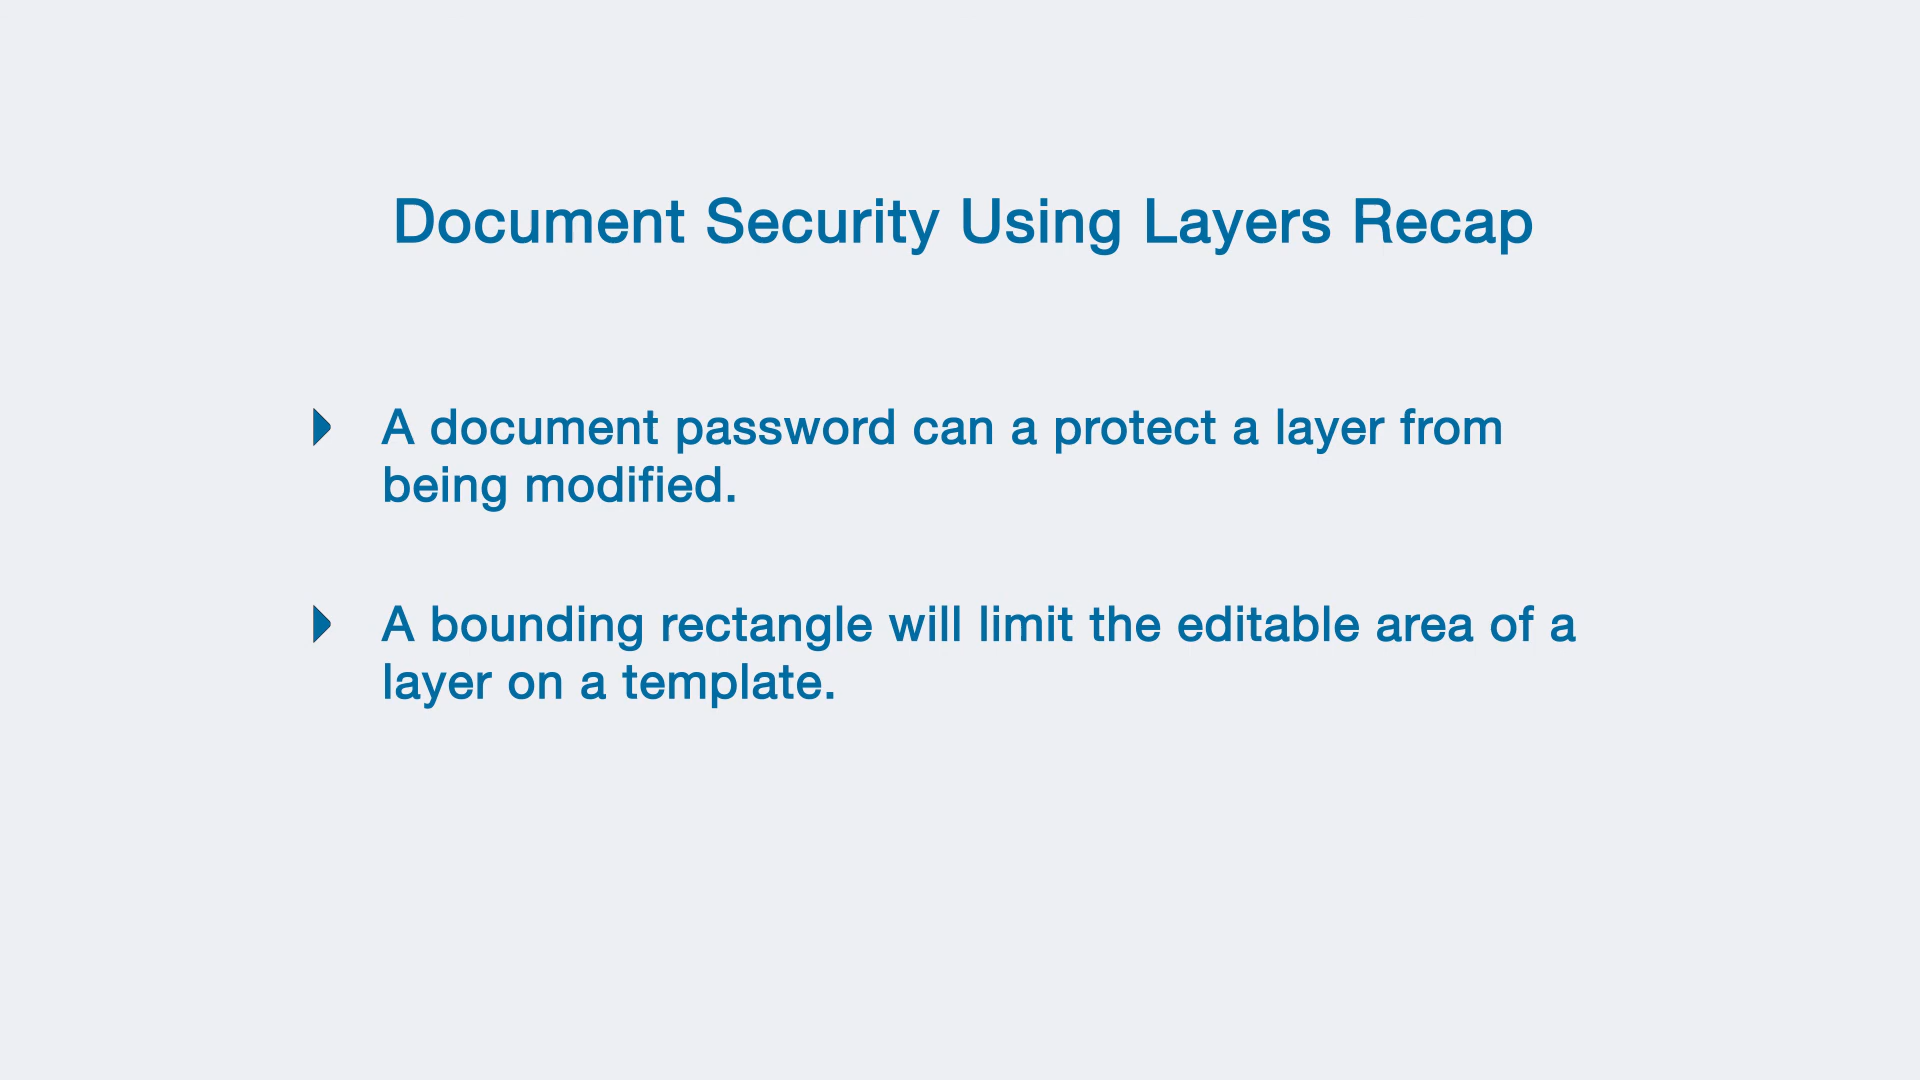 Document Security Using Layers Recap
A document password can a protect a layer from
being modified.
A bounding rectangle will limit the editable area of a
layer on a template.